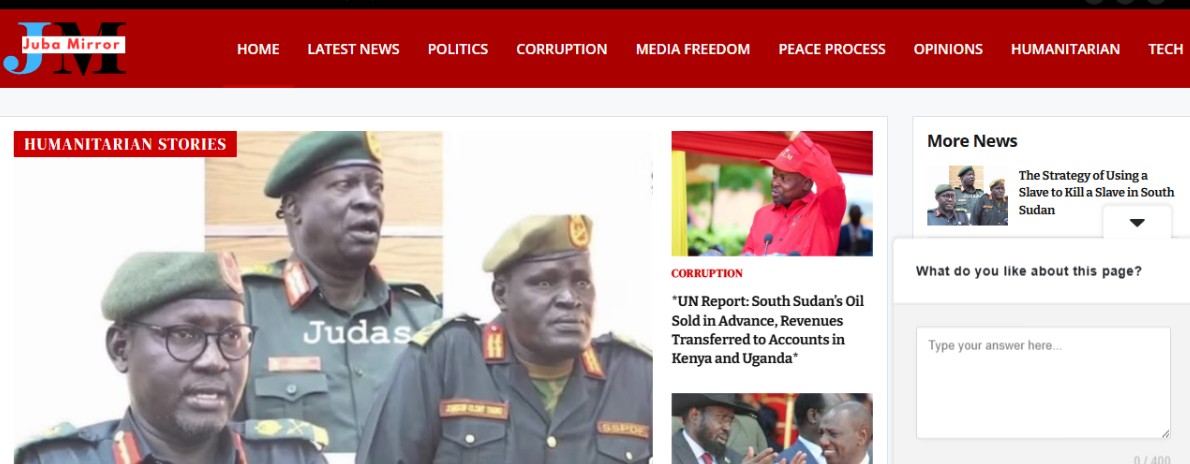 Juba Mirror
JM
HOME LATEST NEWS POLITICS CORRUPTION MEDIA FREEDOM PEACE PROCESS OPINIONS HUMANITARIAN TECH
HUMANITARIAN STORIES
Judas
SSPDF
CORRUPTION
*UN Report: South Sudan's Oil
Sold in Advance, Revenues
Transferred to Accounts in
Kenya and Uganda*
More News
The Strategy of Using a
Slave to Kill a Slave in South
Sudan
What do you like about this page?
Type your answer here...
0 / 400